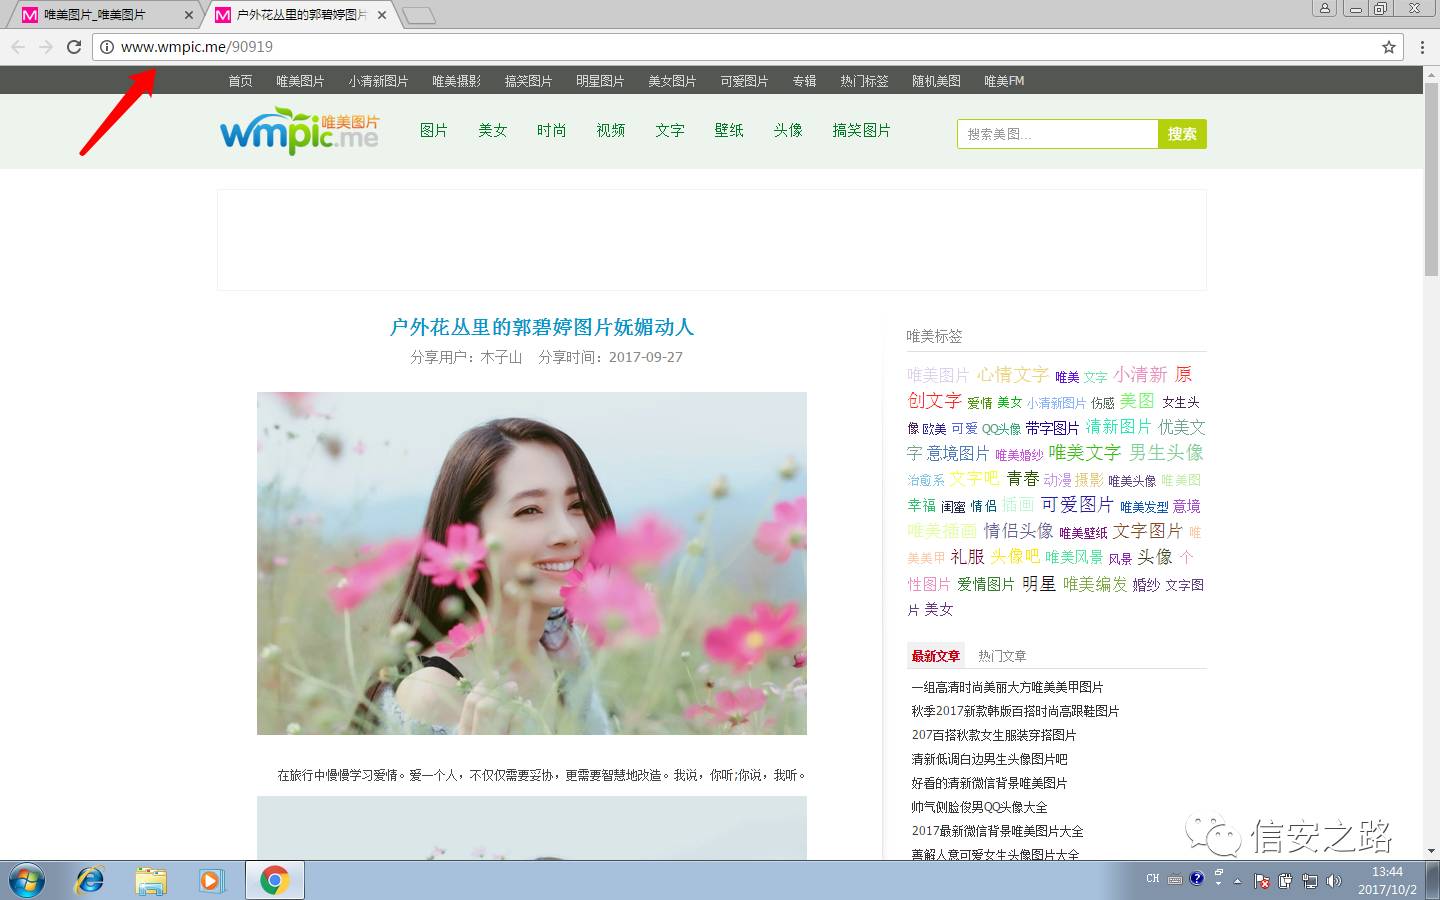 唯美图片_唯美图片
户外花丛里的郭碧婷图片
www.wmpic.me/90919
首页 唯美图片 小清新图片 唯美摄影 搞笑图片 明星图片 美女图片 可爱图片 专辑 热门标签 随机美图 唯美FM
wmpic.me 唯美图片
图片 美女 时尚 视频 文字 壁纸 头像 搞笑图片
搜索美图... 搜索
户外花丛里的郭碧婷图片妩媚动人
分享用户：木子山 分享时间：2017-09-27
在旅行中慢慢学习爱情。爱一个人，不仅仅需要妥协，更需要智慧地改造。我说，你听;你说，我听。
唯美标签
唯美图片 心情文字 唯美 文字 小清新 原
创文字 爱情 美女 小清新图片 伤感 美图 女生头
像 欧美 可爱 QQ头像 带字图片 清新图片 优美文
字 意境图片 唯美婚纱 唯美文字 男生头像
治愈系 文字吧 青春 动漫 摄影 唯美头像 唯美图
幸福 闺蜜 情侣 插画 可爱图片 唯美发型 意境
唯美插画 情侣头像 唯美壁纸 文字图片 唯
美美甲 礼服 头像吧 唯美风景 风景 头像 个
性图片 爱情图片 明星 唯美编发 婚纱 文字图
片 美女
最新文章 热门文章
一组高清时尚美丽大方唯美美甲图片
秋季2017新款韩版百搭时尚高跟鞋图片
207百搭秋款女生服装穿搭图片
清新低调白边男生头像图片吧
好看的清新微信背景唯美图片
帅气侧脸俊男QQ头像大全
2017最新微信背景唯美图片大全
善解人意可爱女生头像图片大全
信安之路
CH
13:44
2017/10/2